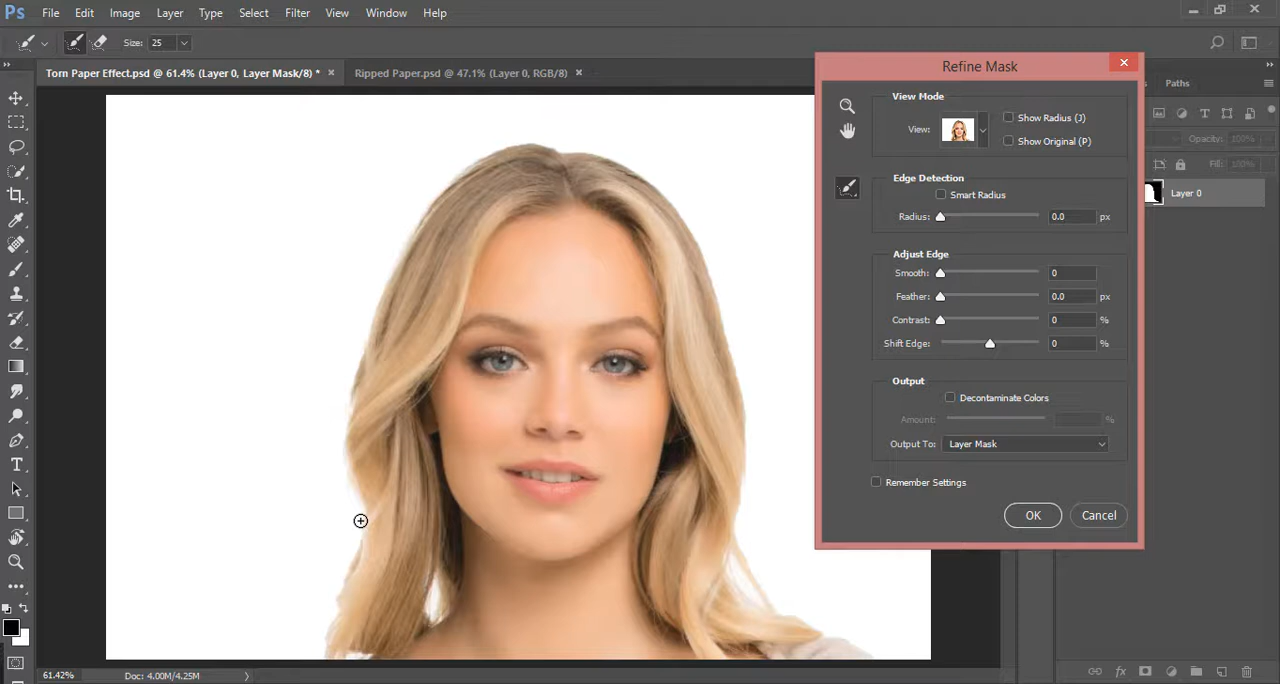 Ps File Edit Image Layer Type Select Filter View Window Help
Size: 25
Torn Paper Effect.psd @ 61.4% (Layer 0, Layer Mask/8) * × Ripped Paper.psd @ 47.1% (Layer 0, RGB/8) ×
Refine Mask
Paths
View Mode
View:
Show Radius (J)
Show Original (P)
Opacity: 100%
Fill: 100%
Edge Detection
Smart Radius
Radius: 0.0 px
Layer 0
Adjust Edge
Smooth: 0
Feather: 0.0 px
Contrast: 0 %
Shift Edge: 0 %
Output
Decontaminate Colors
Amount: %
Output To: Layer Mask
Remember Settings
OK Cancel
61.42% Doc: 4.00M/4.25M